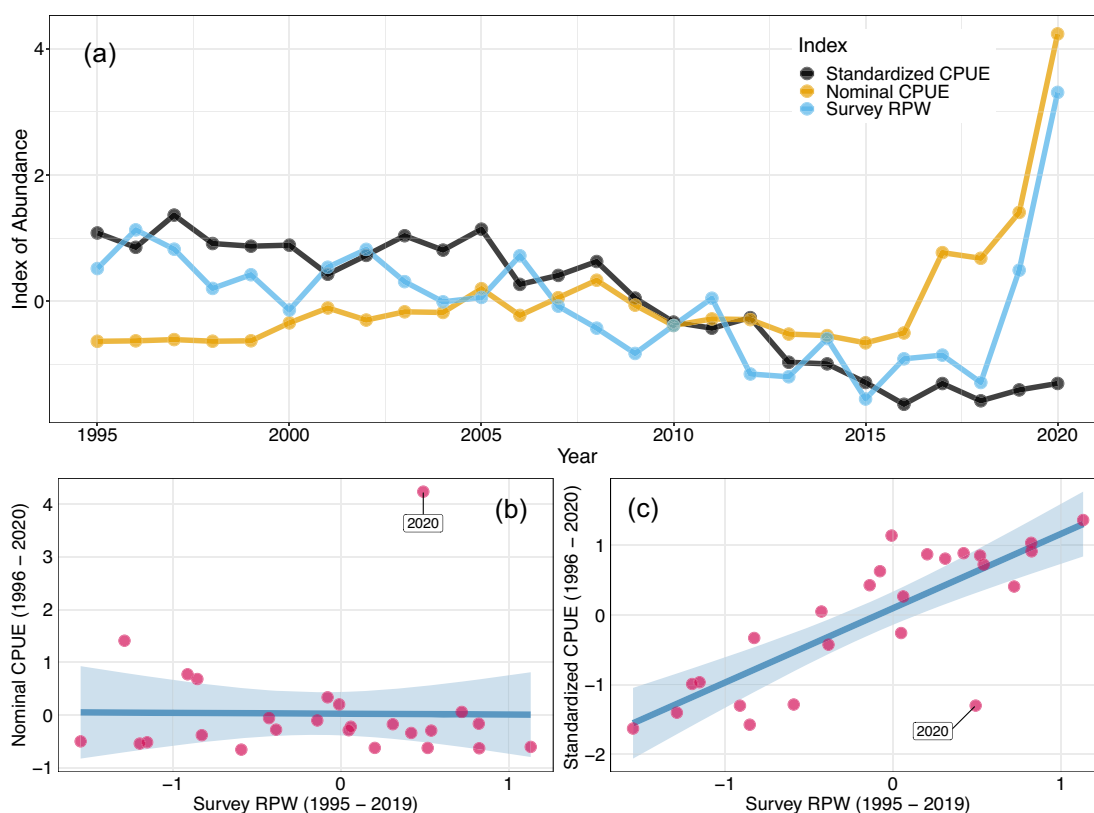 (a)
Index
Standardized CPUE
Nominal CPUE
Survey RPW
Index of Abundance
4
2
0
1995
2000
2005
2010
2015
2020
Year
(b)
2020
Nominal CPUE (1996 – 2020)
4
3
2
1
0
−1
−1
0
1
Survey RPW (1995 – 2019)
(c)
2020
Standardized CPUE (1996 – 2020)
1
0
−1
−2
−1
0
1
Survey RPW (1995 – 2019)